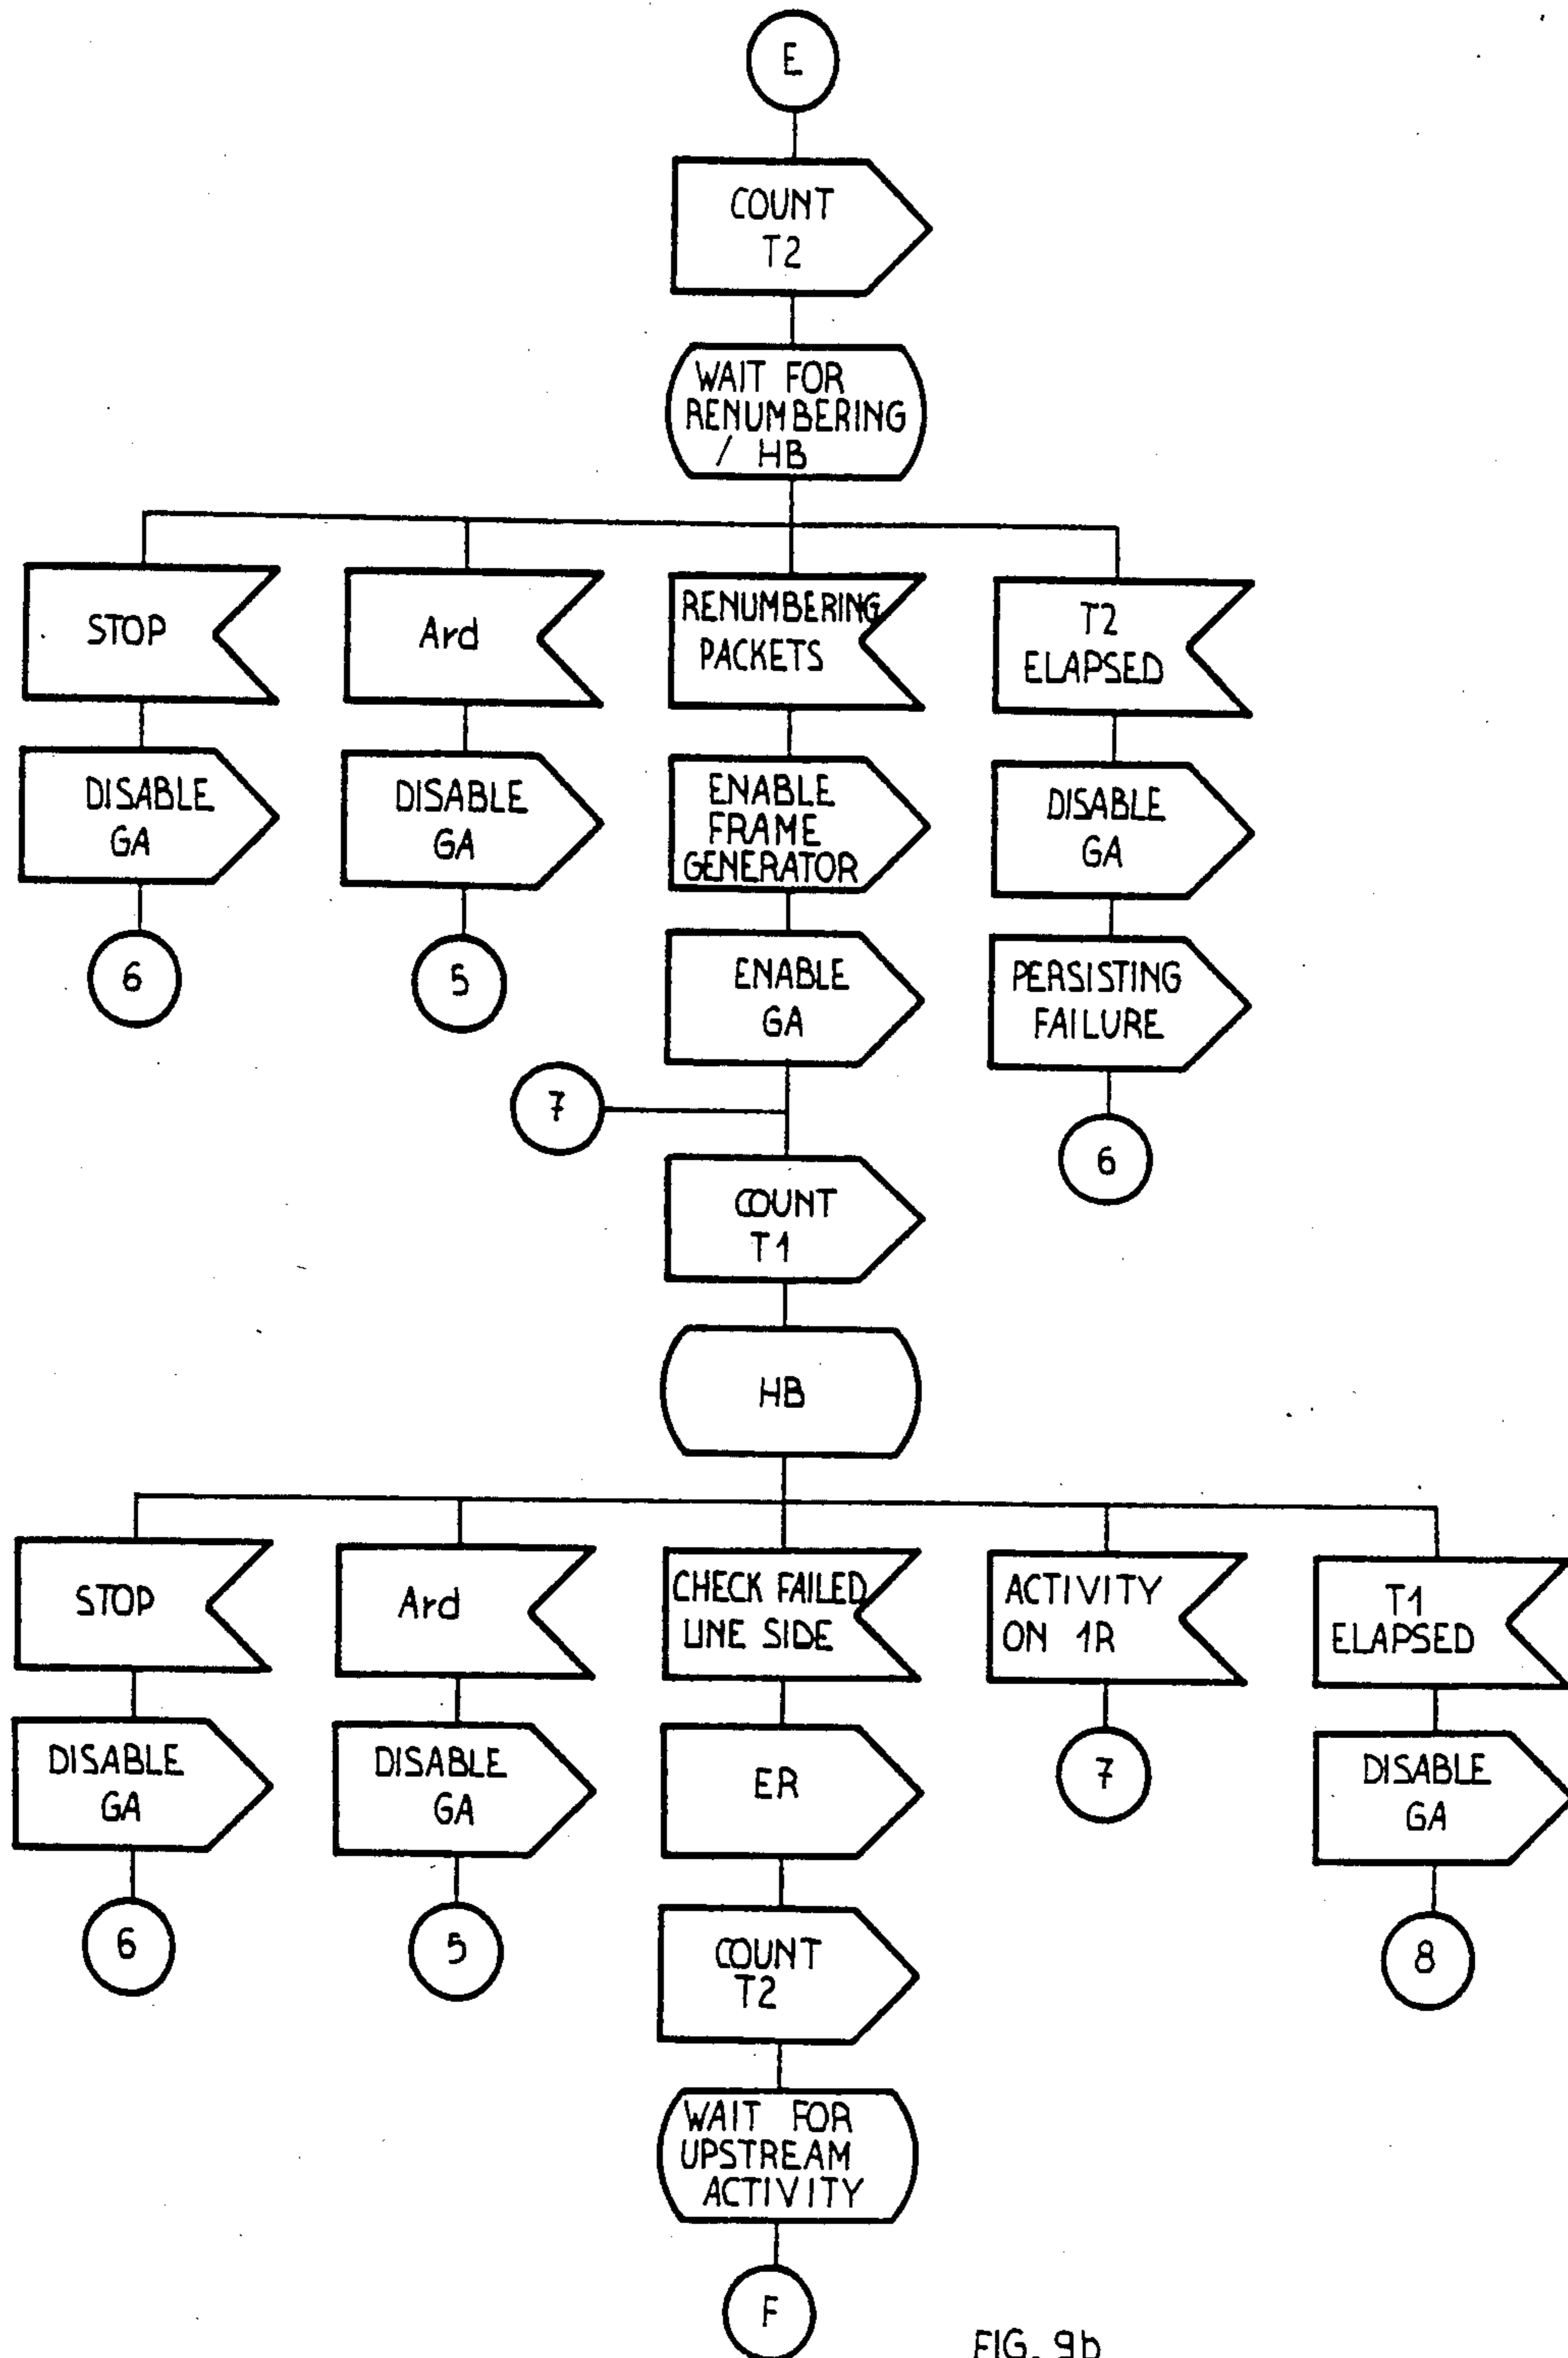 E
COUNT
T2
WAIT FOR
RENUMBERING
/ HB
STOP
Ard
RENUMBERING
PACKETS
T2
ELAPSED
DISABLE
GA
DISABLE
GA
ENABLE
FRAME
GENERATOR
DISABLE
GA
6
5
ENABLE
GA
PERSISTING
FAILURE
7
6
COUNT
T1
HB
STOP
Ard
CHECK FAILED
LINE SIDE
ACTIVITY
ON 1R
T1
ELAPSED
DISABLE
GA
DISABLE
GA
ER
7
DISABLE
GA
6
5
COUNT
T2
8
WAIT FOR
UPSTREAM
ACTIVITY
F
FIG. 9b